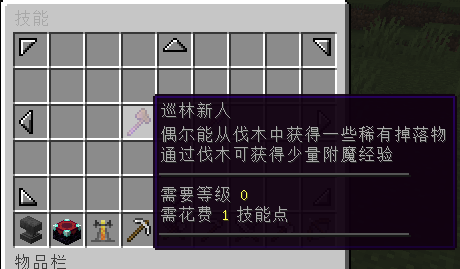 技能
巡林新人
偶尔能从伐木中获得一些稀有掉落物
通过伐木可获得少量附魔经验
需要等级 0
需花费 1 技能点
物品栏